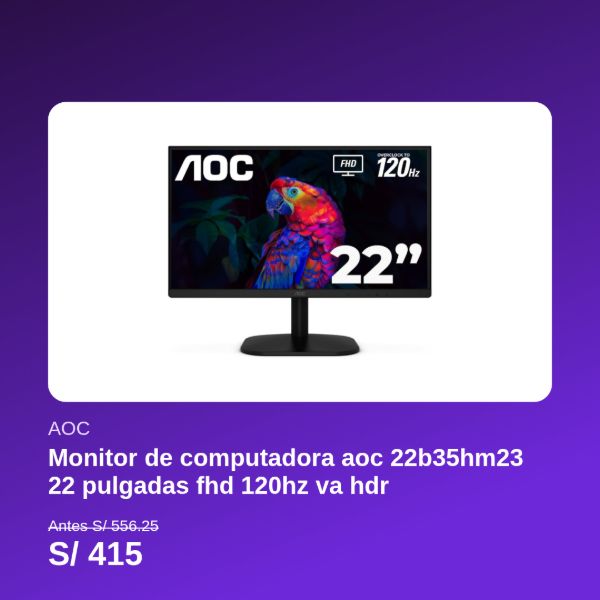 AOC
FHD
OVERCLOCK TO
120Hz
22”
AOC
AOC
Monitor de computadora aoc 22b35hm23
22 pulgadas fhd 120hz va hdr
Antes S/ 556.25
S/ 415